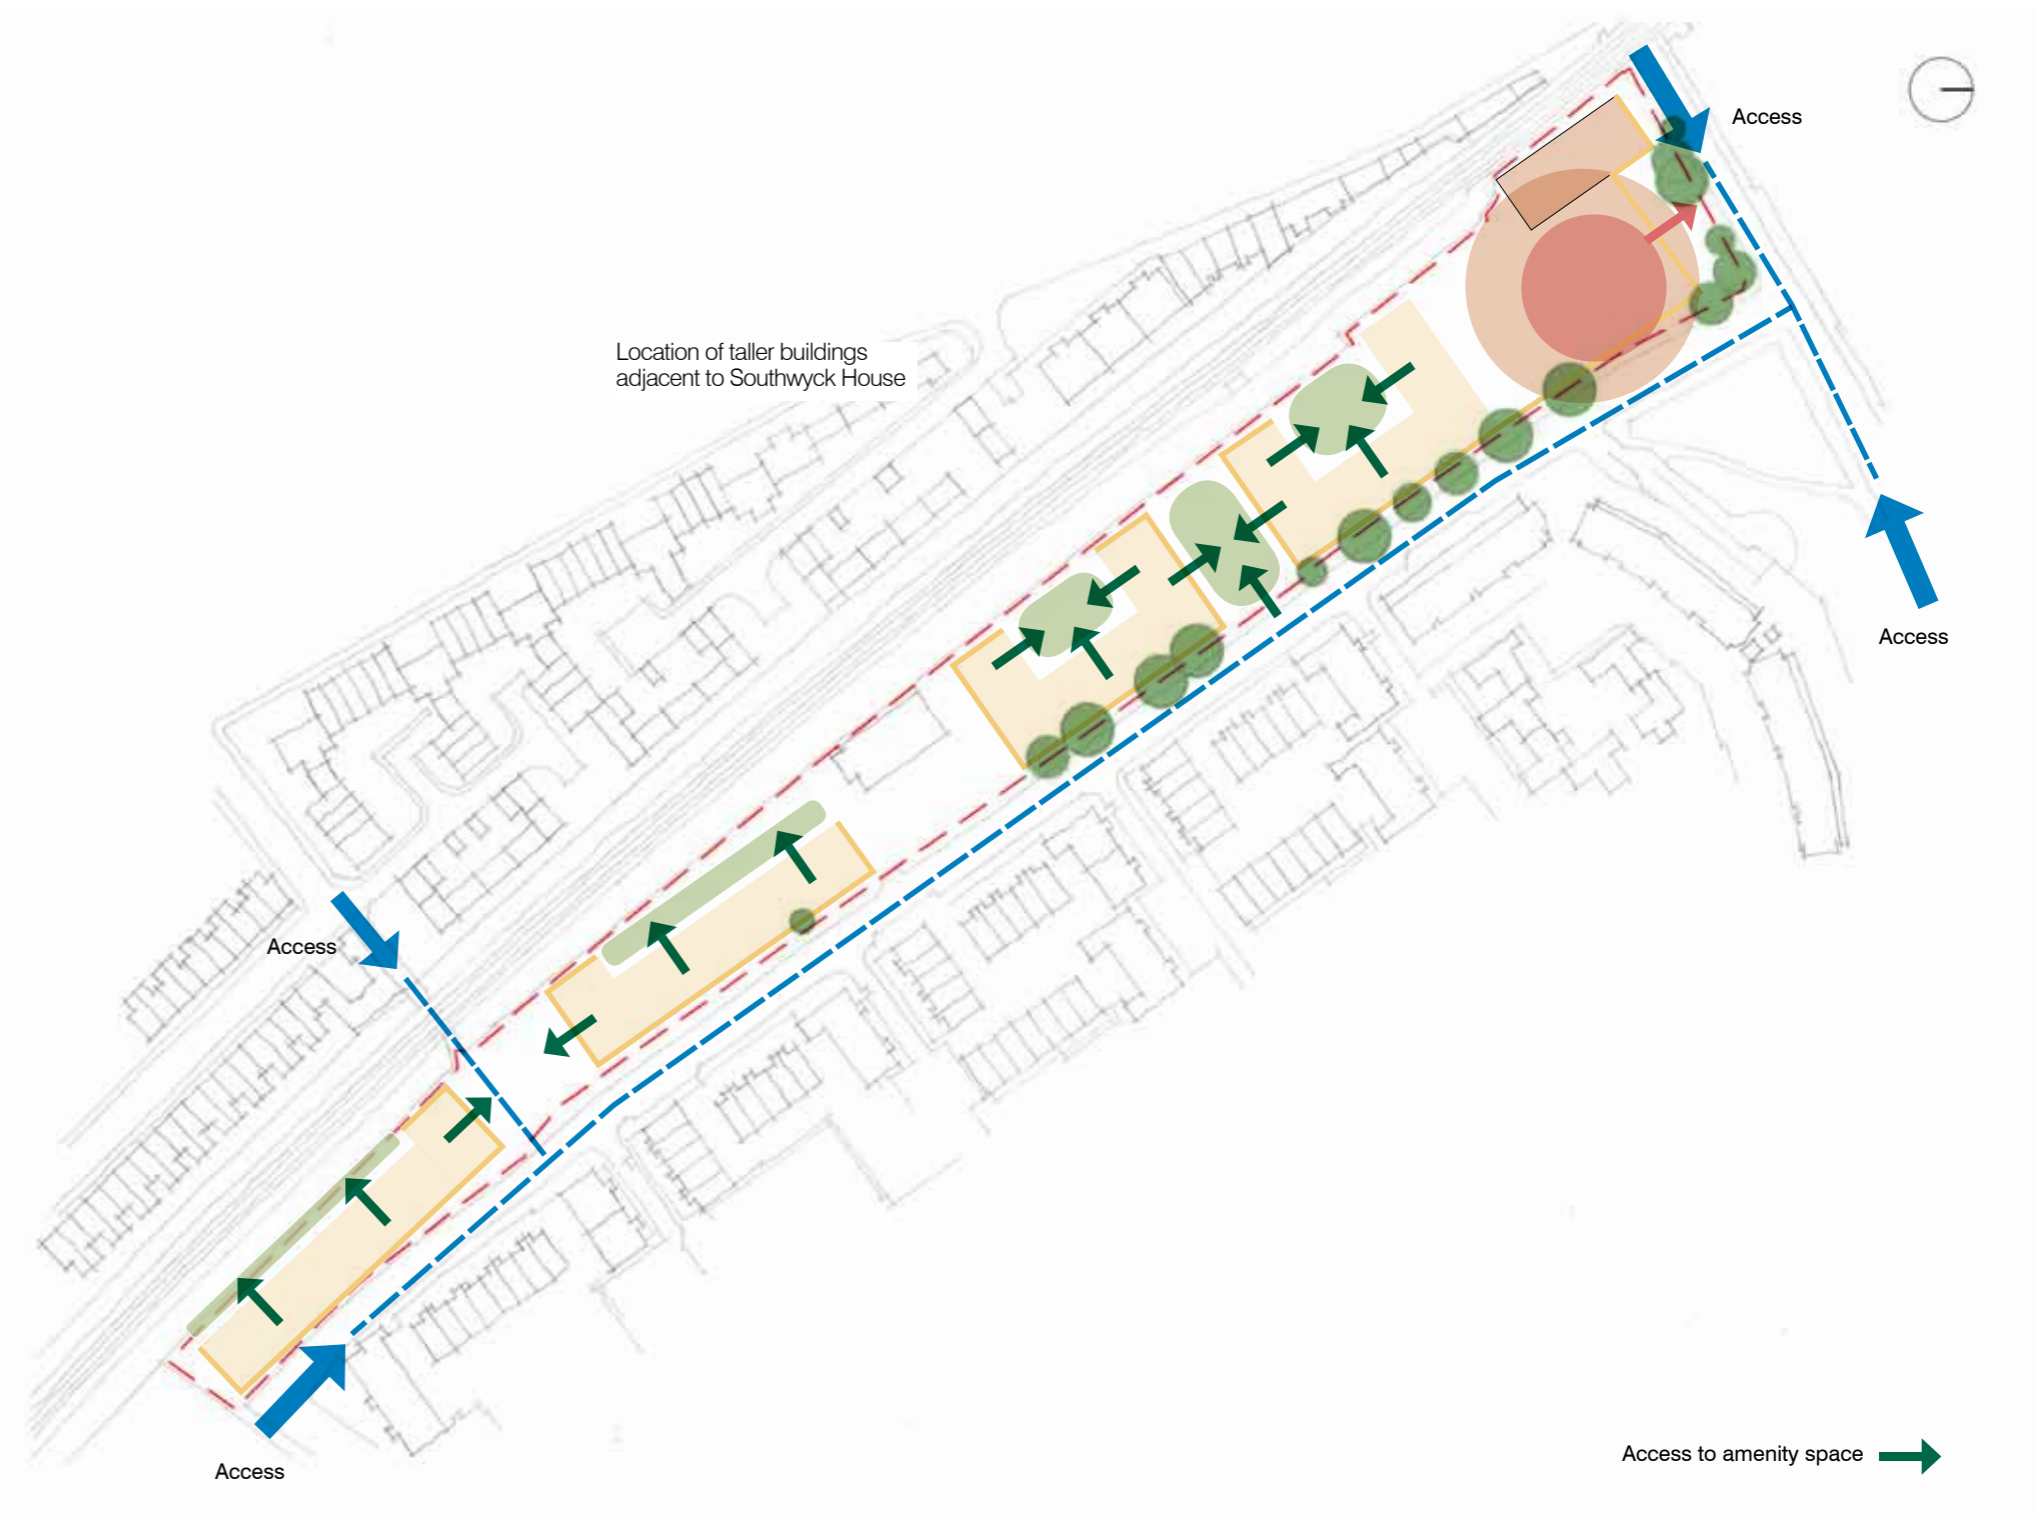 Access
Location of taller buildings
adjacent to Southwyck House
Access
Access
Access
Access to amenity space